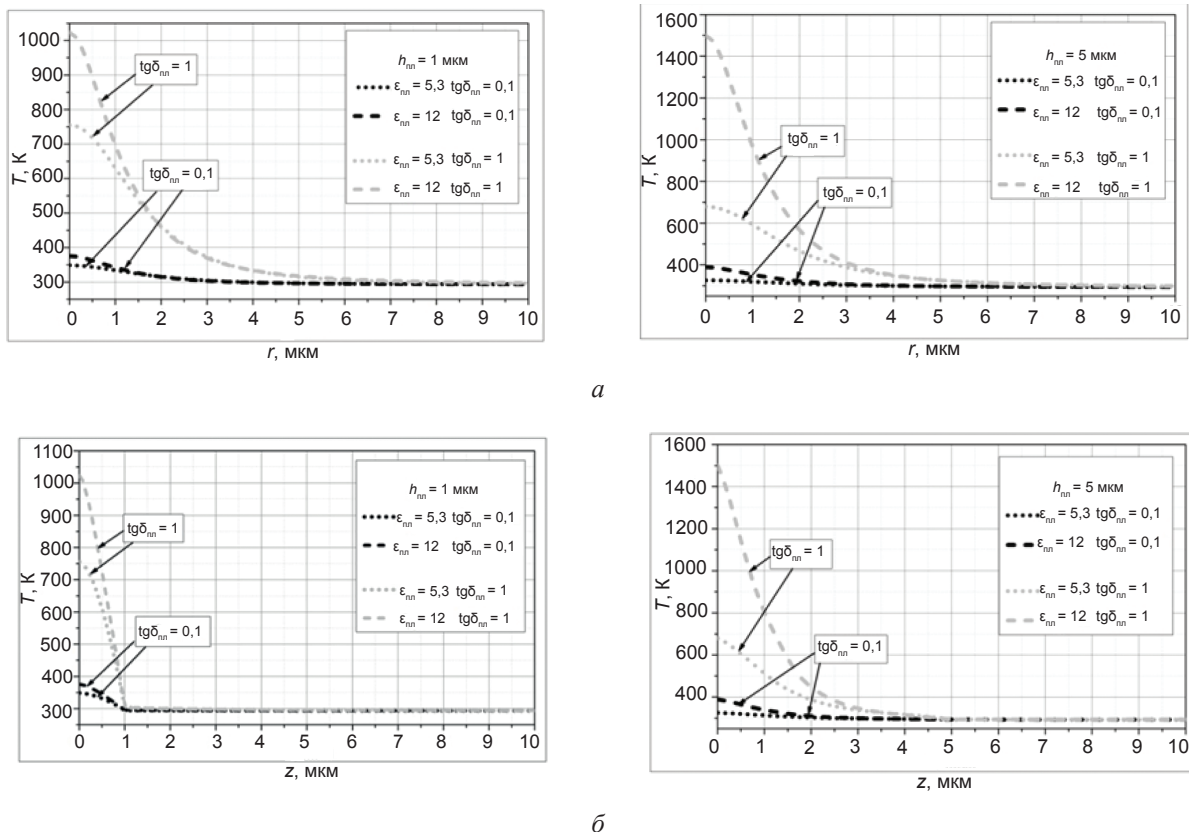 1000
950
900
850
800
750
700
650
600
550
500
450
400
350
300
T, К
tgδпл = 1
tgδпл = 0,1
hпл = 1 мкм
εпл = 5,3 tgδпл = 0,1
εпл = 12 tgδпл = 0,1
εпл = 5,3 tgδпл = 1
εпл = 12 tgδпл = 1
0 1 2 3 4 5 6 7 8 9 10
r, мкм
1600
1400
1600
1000
800
1600
600
400
T, К
tgδпл = 1
tgδпл = 0,1
hпл = 5 мкм
εпл = 5,3 tgδпл = 0,1
εпл = 12 tgδпл = 0,1
εпл = 5,3 tgδпл = 1
εпл = 12 tgδпл = 1
0 1 2 3 4 5 6 7 8 9 10
r, мкм
а
1100
1000
900
800
700
600
500
400
300
T, К
tgδпл = 1
tgδпл = 0,1
hпл = 1 мкм
εпл = 5,3 tgδпл = 0,1
εпл = 12 tgδпл = 0,1
εпл = 5,3 tgδпл = 1
εпл = 12 tgδпл = 1
0 1 2 3 4 5 6 7 8 9 10
z, мкм
1600
1400
1200
1000
800
600
400
T, К
tgδпл = 1
tgδпл = 0,1
hпл = 5 мкм
εпл = 5,3 tgδпл = 0,1
εпл = 12 tgδпл = 0,1
εпл = 5,3 tgδпл = 1
εпл = 12 tgδпл = 1
0 1 2 3 4 5 6 7 8 9 10
z, мкм
б